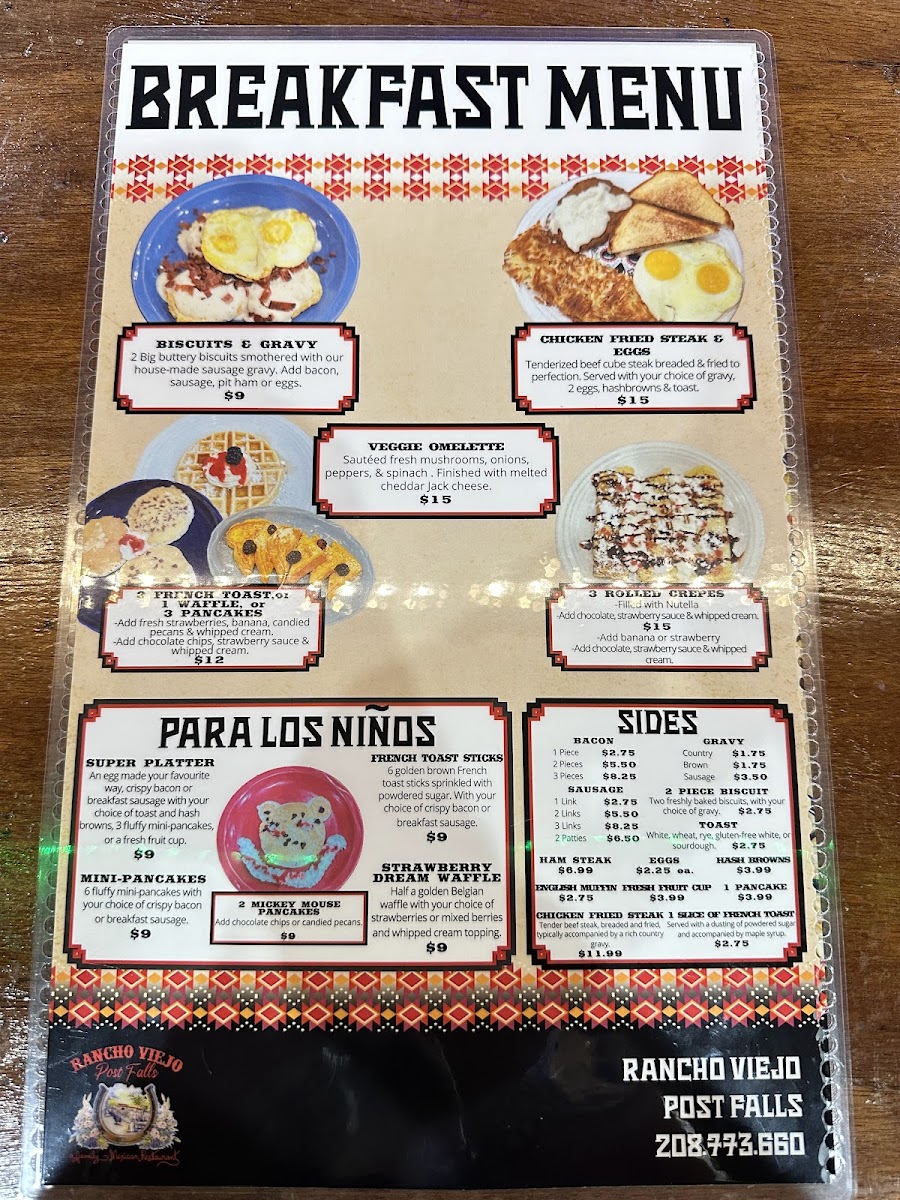 BREAKFAST MENU
BISCUITS & GRAVY
2 Big buttery biscuits smothered with our
house-made sausage gravy. Add bacon,
sausage, pit ham or eggs.
$9
CHICKEN FRIED STEAK &
EGGS
Tenderized beef cube steak breaded & fried to
perfection. Served with your choice of gravy,
2 eggs, hashbrowns & toast.
$15
VEGGIE OMELETTE
Sautéed fresh mushrooms, onions,
peppers, & spinach . Finished with melted
cheddar Jack cheese.
$15
3 FRENCH TOAST,or
1 WAFFLE, or
3 PANCAKES
-Add fresh strawberries, banana, candied
pecans & whipped cream.
-Add chocolate chips, strawberry sauce &
whipped cream.
$12
3 ROLLED CREPES
-Filled with Nutella
-Add chocolate, strawberry sauce & whipped cream.
$15
-Add banana or strawberry
-Add chocolate, strawberry sauce & whipped
cream.
PARA LOS NIÑOS
SUPER PLATTER
An egg made your favourite
way, crispy bacon or
breakfast sausage with your
choice of toast and hash
browns, 3 fluffy mini-pancakes,
or a fresh fruit cup.
$9
MINI-PANCAKES
6 fluffy mini-pancakes with
your choice of crispy bacon
or breakfast sausage.
$9
2 MICKEY MOUSE
PANCAKES
Add chocolate chips or candied pecans.
$9
FRENCH TOAST STICKS
6 golden brown French
toast sticks sprinkled with
powdered sugar. With your
choice of crispy bacon or
breakfast sausage.
$9
STRAWBERRY
DREAM WAFFLE
Half a golden Belgian
waffle with your choice of
strawberries or mixed berries
and whipped cream topping.
$9
SIDES
BACON
1 Piece $2.75
2 Pieces $5.50
3 Pieces $8.25
GRAVY
Country $1.75
Brown $1.75
Sausage $3.50
SAUSAGE
1 Link $2.75
2 Links $5.50
3 Links $8.25
2 Patties $6.50
2 PIECE BISCUIT
Two freshly baked biscuits, with your
choice of gravy. $2.75
TOAST
White, wheat, rye, gluten-free white, or
sourdough. $2.75
HAM STEAK
$6.99
EGGS
$2.25 ea.
HASH BROWNS
$3.99
ENGLISH MUFFIN
$2.75
FRESH FRUIT CUP
$3.99
1 PANCAKE
$3.99
CHICKEN FRIED STEAK
Tender beef steak, breaded and fried,
typically accompanied by a rich country
gravy.
$11.99
1 SLICE OF FRENCH TOAST
Served with a dusting of powdered sugar
and accompanied by maple syrup.
$2.75
RANCHO VIEJO
Post Falls
Family Mexican Restaurant
RANCHO VIEJO
POST FALLS
208.773.660